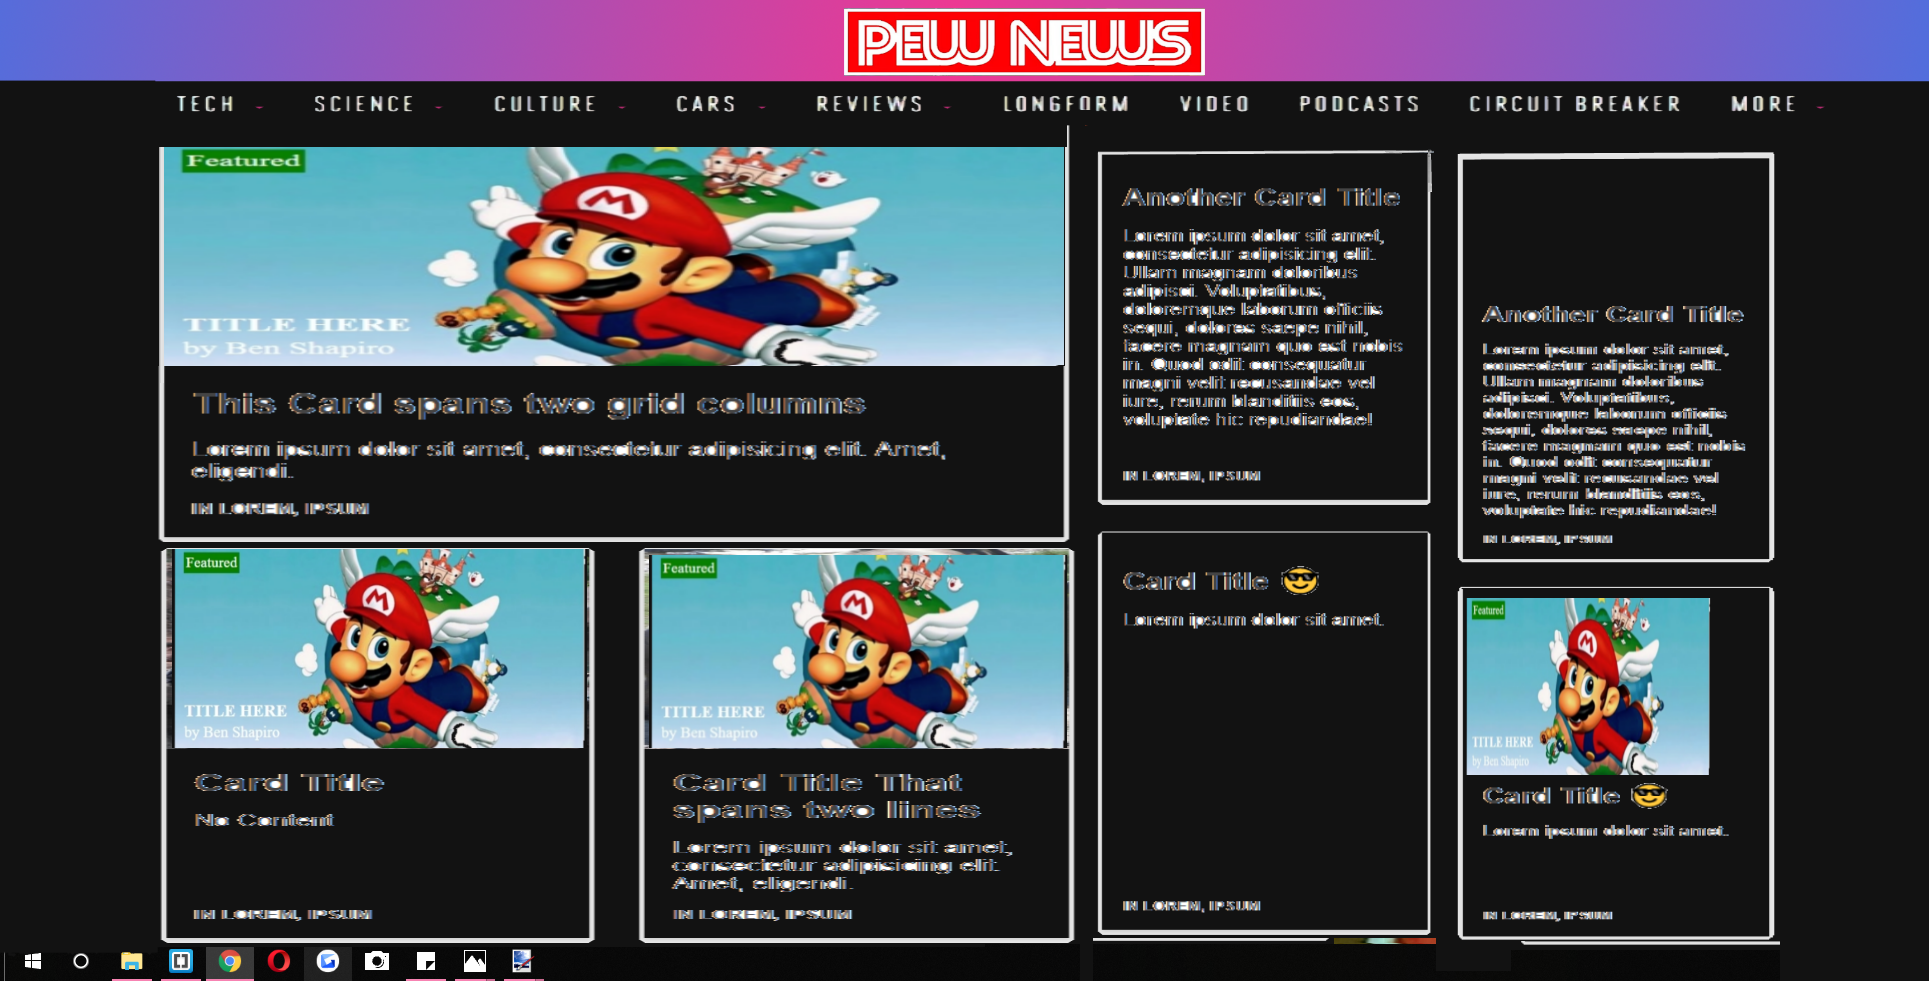 PEW NEWS
TECH SCIENCE CULTURE CARS REVIEWS LONGFORM VIDEO PODCASTS CIRCUIT BREAKER MORE
Featured
M
TITLE HERE
by Ben Shapiro
This Card spans two grid columns
Lorem ipsum dolor sit amet, consectetur adipisicing elit. Amet,
eligendi.
IN LOREM, IPSUM
Another Card Title
Lorem ipsum dolor sit amet,
consectetur adipisicing elit.
Ullam magnam doloribus
adipisci. Voluptatibus,
doloremque laborum officiis
sequi, dolores saepe nihil,
facere magnam quo est nobis
in. Quod odit consequatur
magni velit recusandae vel
iure, rerum blanditiis eos,
voluptate hic repudiandae!
IN LOREM, IPSUM
Another Card Title
Lorem ipsum dolor sit amet,
consectetur adipisicing elit.
Ullam magnam doloribus
adipisci. Voluptatibus,
doloremque laborum officiis
sequi, dolores saepe nihil,
facere magnam quo est nobis
in. Quod odit consequatur
magni velit recusandae vel
iure, rerum blanditiis eos,
voluptate hic repudiandae!
IN LOREM, IPSUM
Featured
M
TITLE HERE
by Ben Shapiro
Card Title
No Content
IN LOREM, IPSUM
Featured
M
TITLE HERE
by Ben Shapiro
Card Title That
spans two lines
Lorem ipsum dolor sit amet,
consectetur adipisicing elit.
Amet, eligendi.
IN LOREM, IPSUM
Card Title 😎
Lorem ipsum dolor sit amet.
IN LOREM, IPSUM
Featured
M
TITLE HERE
by Ben Shapiro
Card Title 😎
Lorem ipsum dolor sit amet.
IN LOREM, IPSUM